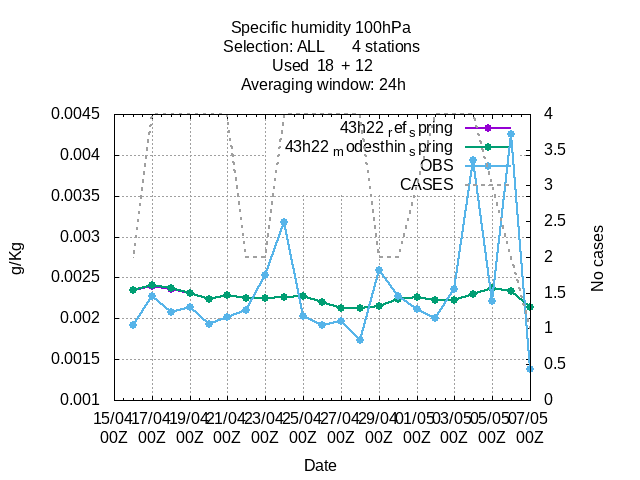 Specific humidity 100hPa
Selection: ALL 4 stations
Used 18 + 12
Averaging window: 24h
43h22 ref spring
43h22 modesthin spring
OBS
CASES
0.0045
0.004
0.0035
0.003
0.0025
0.002
0.0015
0.001
4
3.5
3
2.5
2
1.5
1
0.5
0
g/Kg
No cases
15/04 17/04 19/04 21/04 23/04 25/04 27/04 29/04 01/05 03/05 05/05 07/05
00Z 00Z 00Z 00Z 00Z 00Z 00Z 00Z 00Z 00Z 00Z 00Z
Date